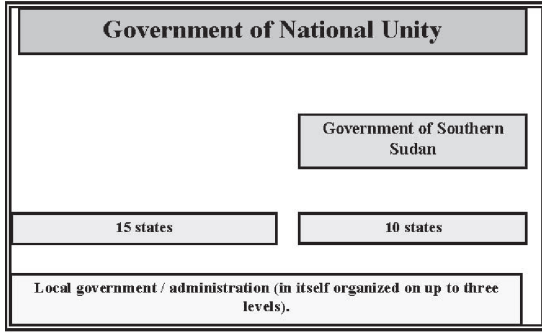 Government of National Unity
Government of Southern
Sudan
15 states
10 states
Local government / administration (in itself organized on up to three
levels).